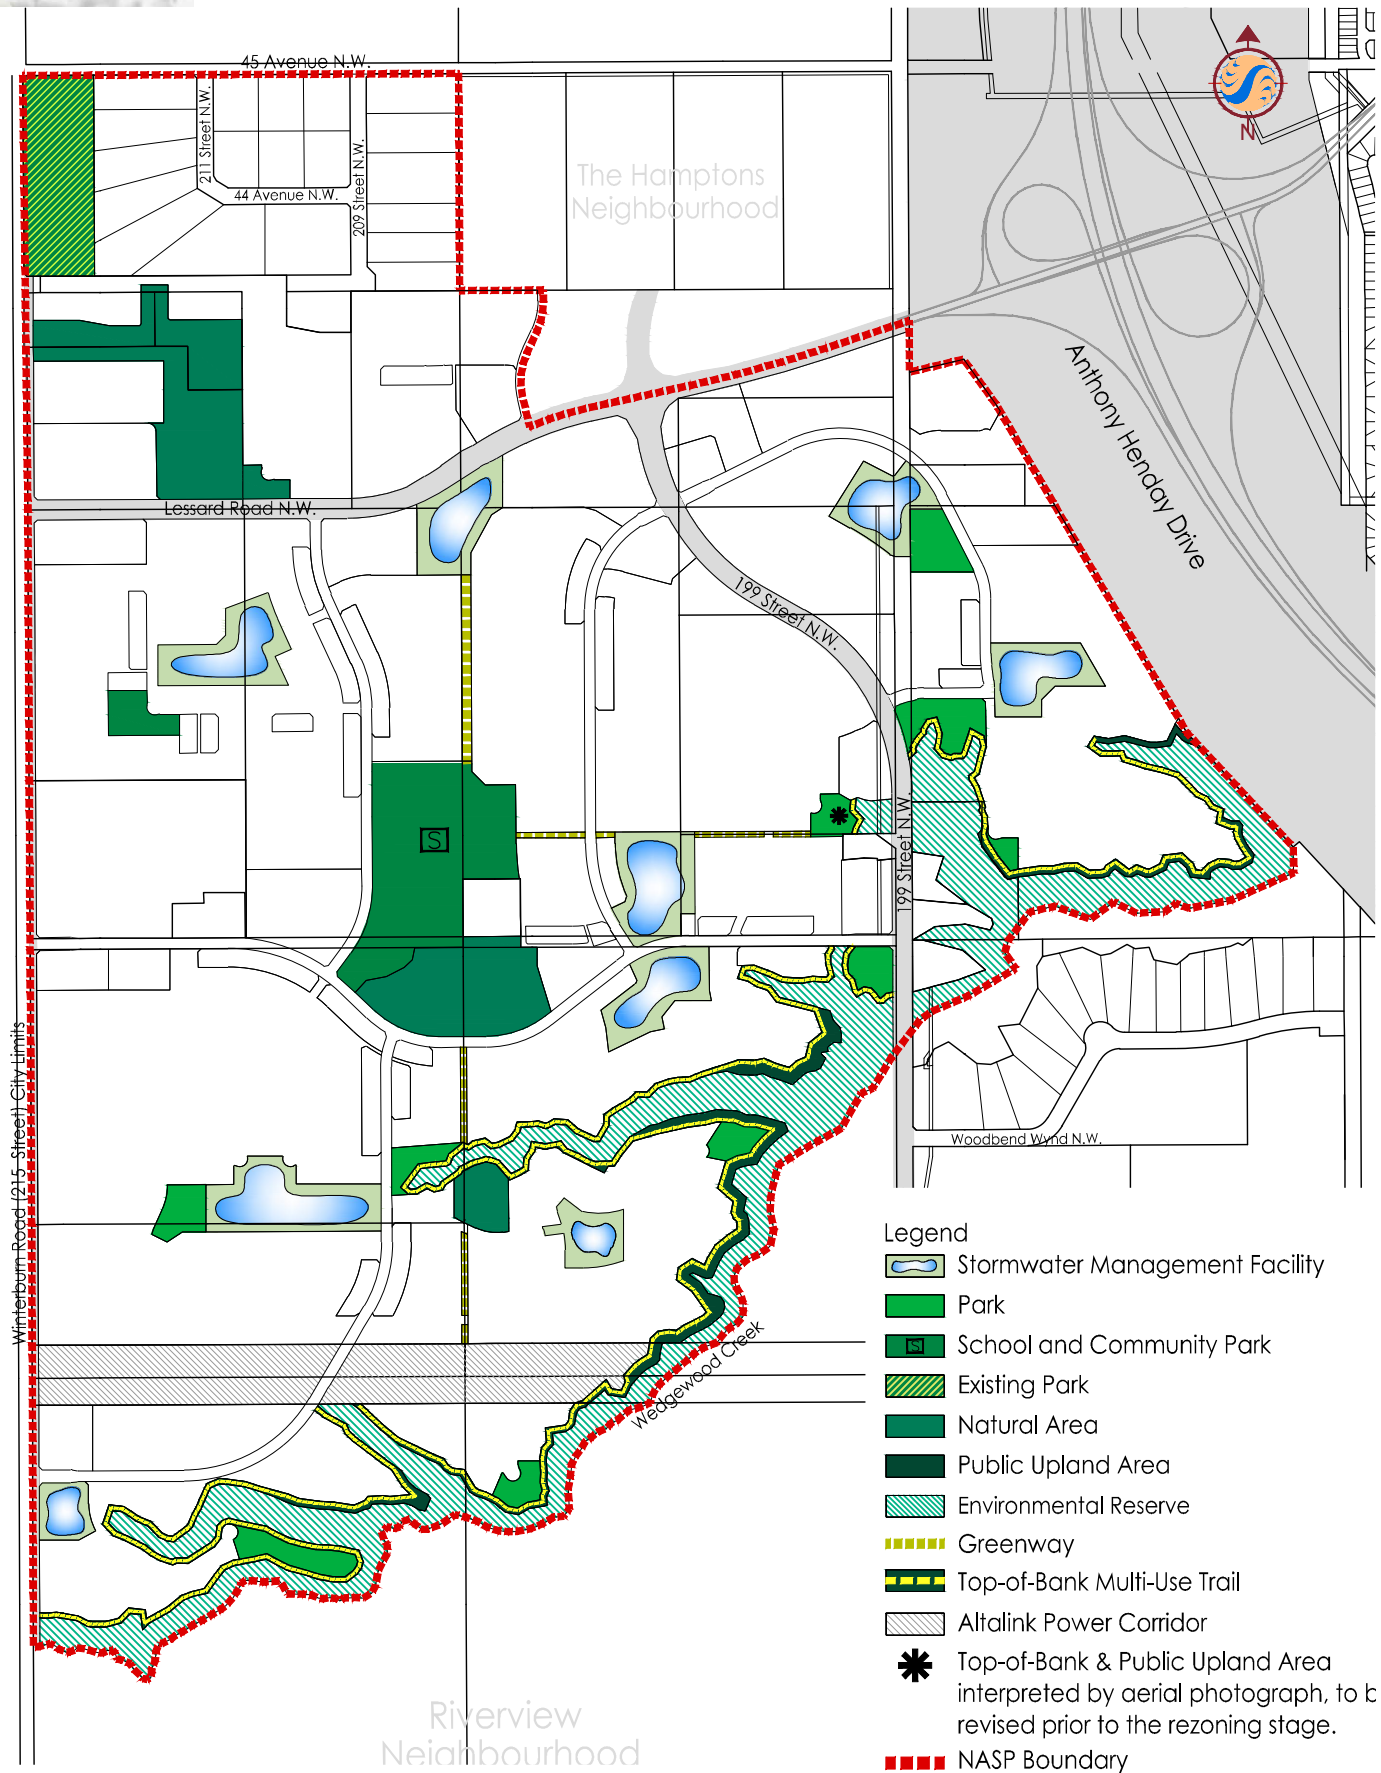 45 Avenue N.W.
211 Street N.W.
44 Avenue N.W.
209 Street N.W.
The Hamptons
Neighbourhood
N
Anthony Henday Drive
Lessard Road N.W.
199 Street N.W.
S
199 Street N.W.
Winterburn Road (215 Street) City Limits
Woodbend Wynd N.W.
Wedgewood Creek
Riverview
Neighbourhood
Legend
Stormwater Management Facility
Park
S School and Community Park
Existing Park
Natural Area
Public Upland Area
Environmental Reserve
Greenway
Top-of-Bank Multi-Use Trail
Altalink Power Corridor
Top-of-Bank & Public Upland Area
interpreted by aerial photograph, to b
revised prior to the rezoning stage.
NASP Boundary